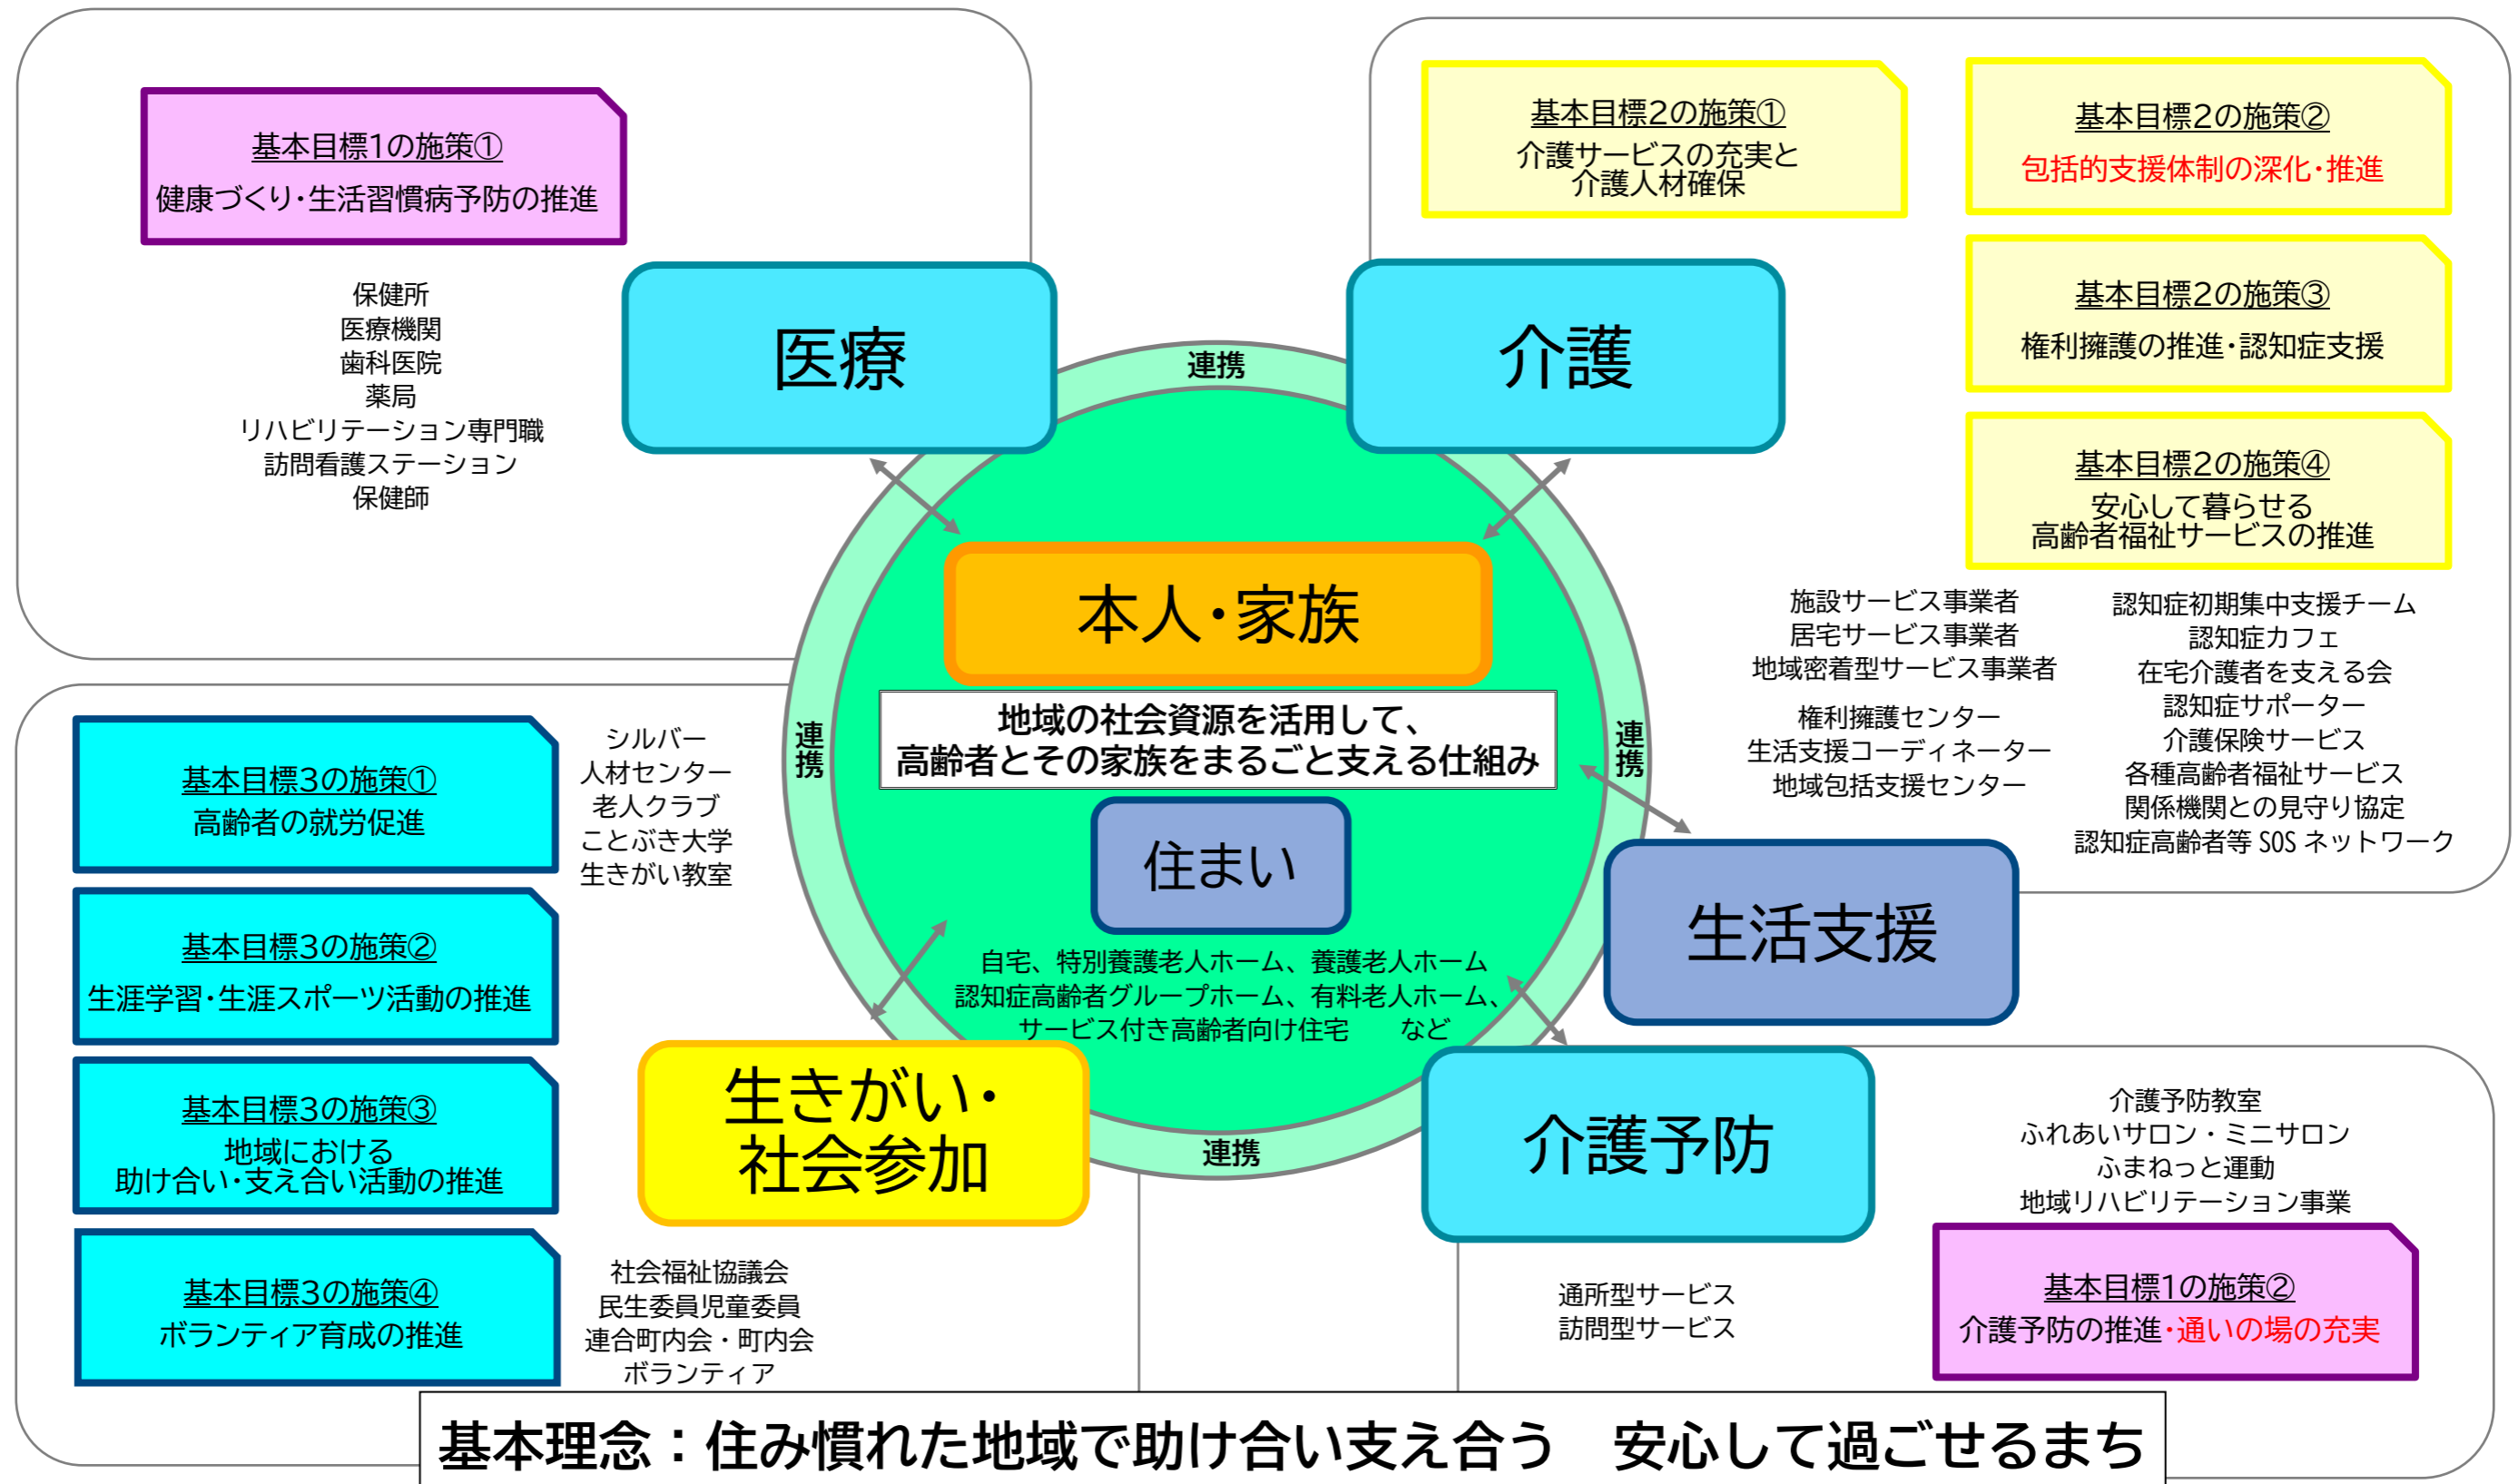 基本目標1の施策①
健康づくり・生活習慣病予防の推進
保健所
医療機関
歯科医院
薬局
リハビリテーション専門職
訪問看護ステーション
保健師
医療
基本目標2の施策①
介護サービスの充実と
介護人材確保
基本目標2の施策②
包括的支援体制の深化・推進
基本目標2の施策③
権利擁護の推進・認知症支援
基本目標2の施策④
安心して暮らせる
高齢者福祉サービスの推進
介護
施設サービス事業者
居宅サービス事業者
地域密着型サービス事業者
権利擁護センター
生活支援コーディネーター
地域包括支援センター
認知症初期集中支援チーム
認知症カフェ
在宅介護者を支える会
認知症サポーター
介護保険サービス
各種高齢者福祉サービス
関係機関との見守り協定
認知症高齢者等 SOS ネットワーク
生活支援
連携
連携
連携
連携
本人・家族
地域の社会資源を活用して、
高齢者とその家族をまるごと支える仕組み
住まい
自宅、特別養護老人ホーム、養護老人ホーム
認知症高齢者グループホーム、有料老人ホーム、
サービス付き高齢者向け住宅　　など
基本目標3の施策①
高齢者の就労促進
基本目標3の施策②
生涯学習・生涯スポーツ活動の推進
基本目標3の施策③
地域における
助け合い・支え合い活動の推進
基本目標3の施策④
ボランティア育成の推進
シルバー
人材センター
老人クラブ
ことぶき大学
生きがい教室
生きがい・
社会参加
社会福祉協議会
民生委員児童委員
連合町内会・町内会
ボランティア
介護予防
介護予防教室
ふれあいサロン・ミニサロン
ふまねっと運動
地域リハビリテーション事業
通所型サービス
訪問型サービス
基本目標1の施策②
介護予防の推進・通いの場の充実
基本理念：住み慣れた地域で助け合い支え合う　安心して過ごせるまち